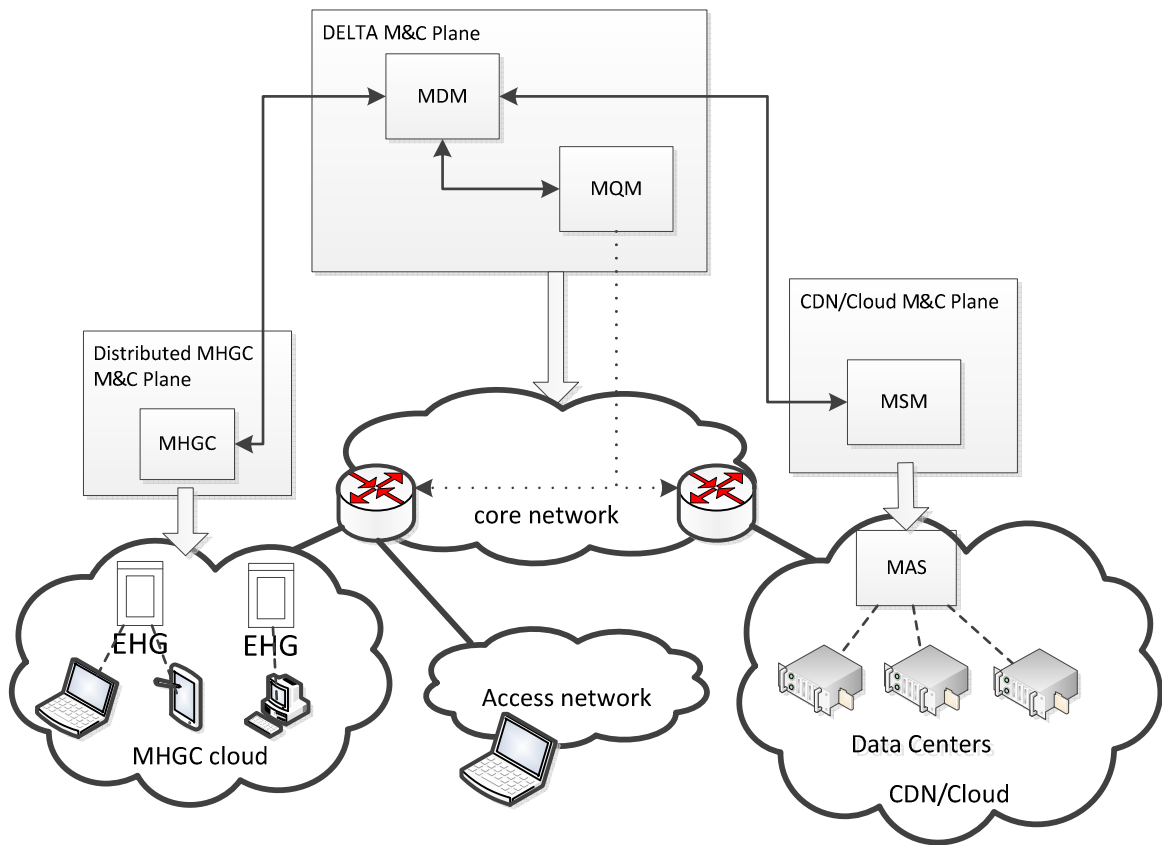 DELTA M&C Plane
MDM
MQM
CDN/Cloud M&C Plane
MSM
Distributed MHGC
M&C Plane
MHGC
core network
MAS
EHG
EHG
Access network
MHGC cloud
Data Centers
CDN/Cloud